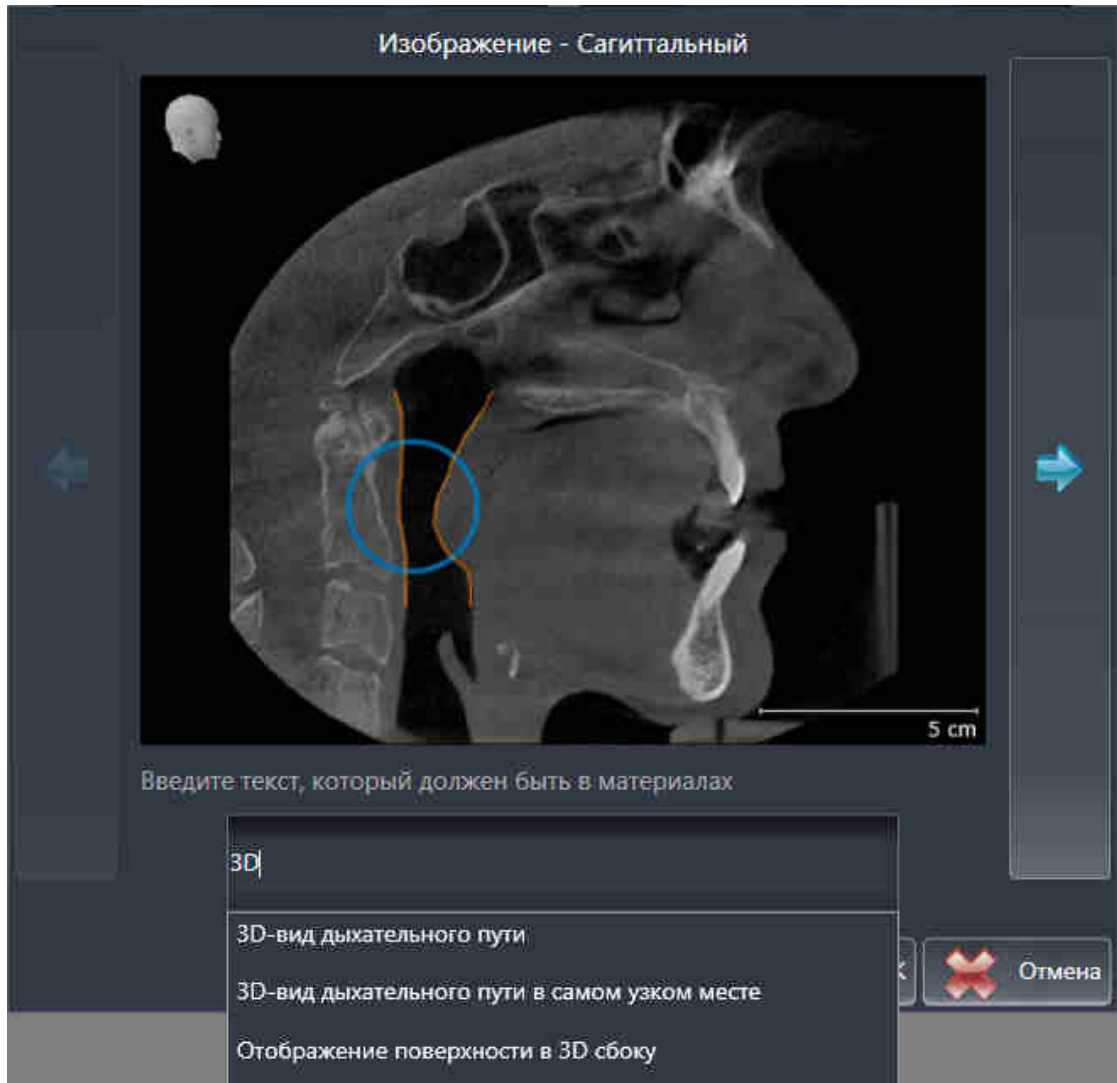 Изображение - Сагиттальный
5 cm
Введите текст, который должен быть в материалах
3D
3D-вид дыхательного пути
3D-вид дыхательного пути в самом узком месте
Отображение поверхности в 3D сбоку
Отмена